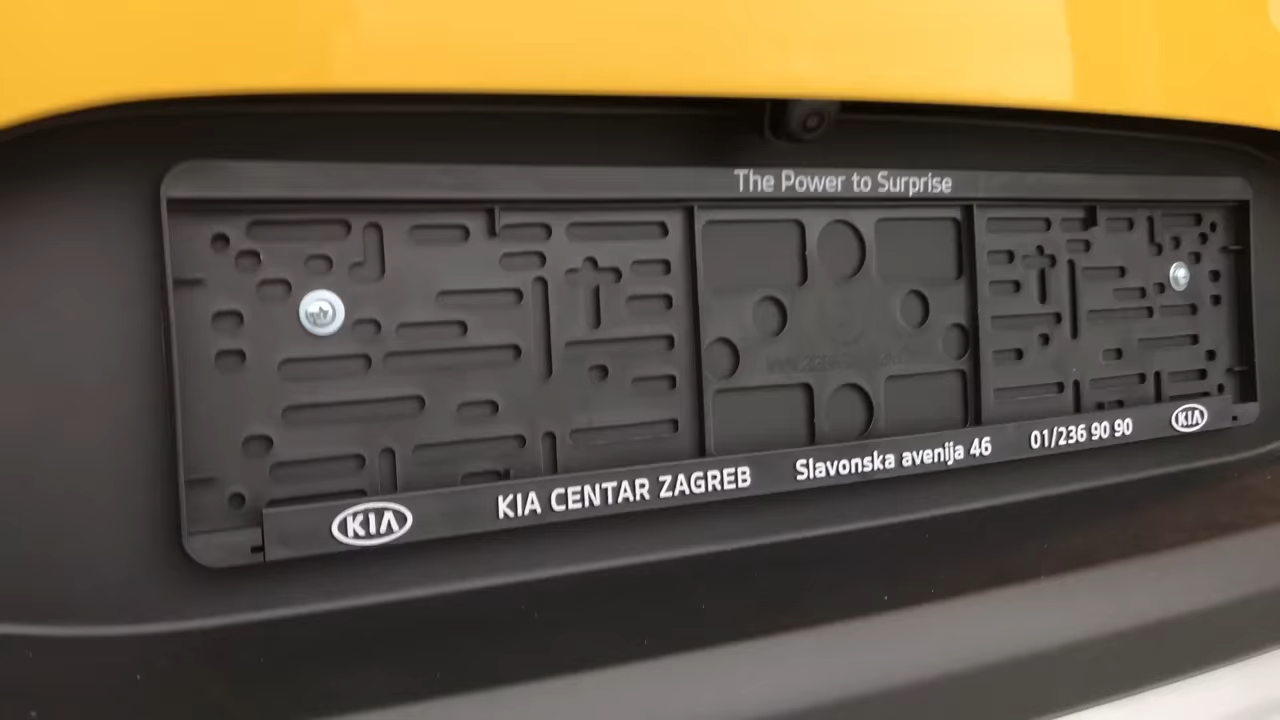 The Power to Surprise
KIA KIA CENTAR ZAGREB Slavonska avenija 46 01/236 90 90 KIA